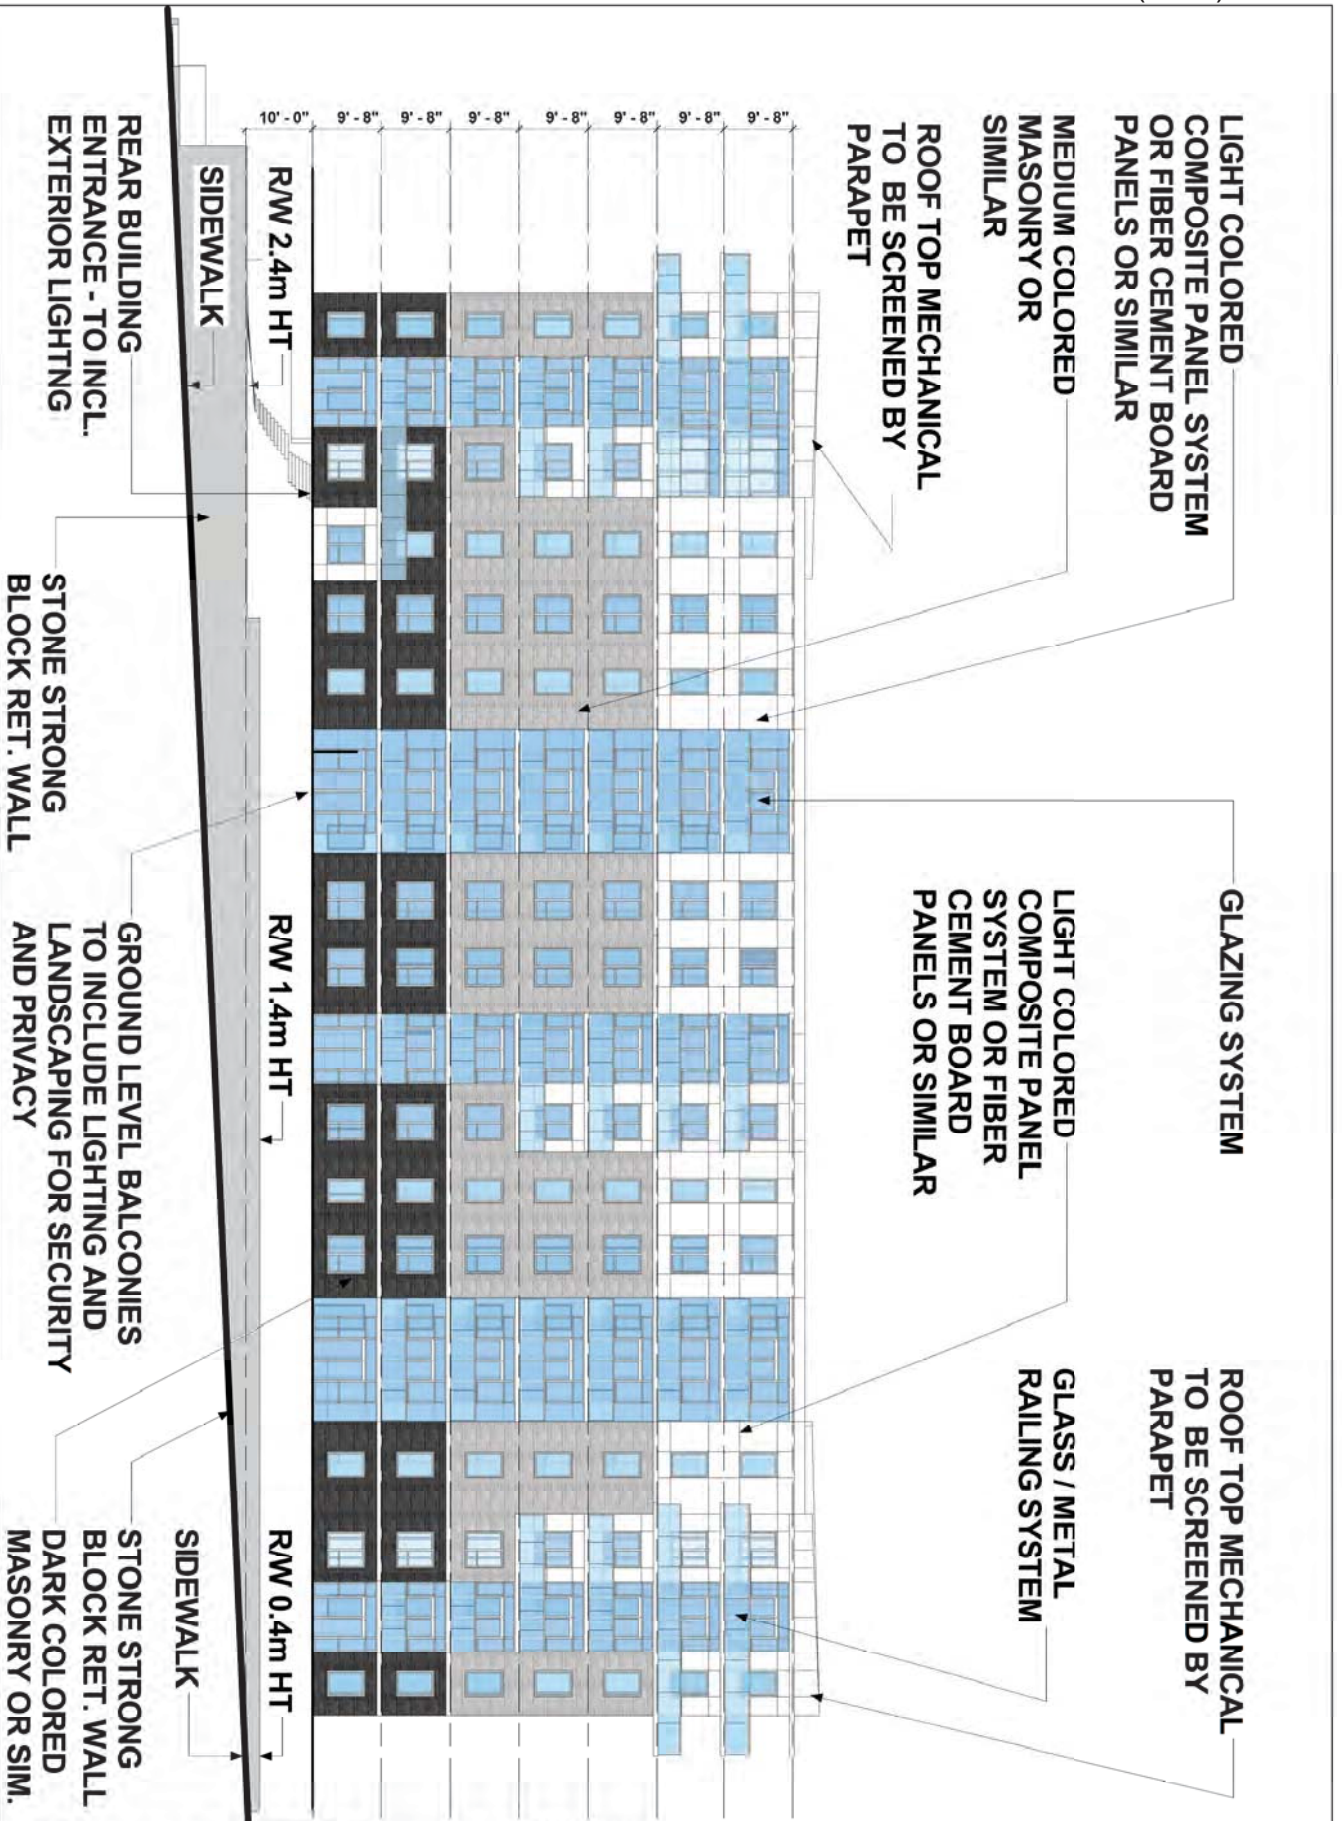 LIGHT COLORED
COMPOSITE PANEL SYSTEM
OR FIBER CEMENT BOARD
PANELS OR SIMILAR
MEDIUM COLORED
MASONRY OR
SIMILAR
ROOF TOP MECHANICAL
TO BE SCREENED BY
PARAPET
GLAZING SYSTEM
LIGHT COLORED
COMPOSITE PANEL
SYSTEM OR FIBER
CEMENT BOARD
PANELS OR SIMILAR
ROOF TOP MECHANICAL
TO BE SCREENED BY
PARAPET
GLASS / METAL
RAILING SYSTEM
9' - 8"
9' - 8"
9' - 8"
9' - 8"
9' - 8"
9' - 8"
9' - 8"
10' - 0"
R/W 2.4m HT
SIDEWALK
REAR BUILDING
ENTRANCE - TO INCL.
EXTERIOR LIGHTNG
STONE STRONG
BLOCK RET. WALL
R/W 1.4m HT
GROUND LEVEL BALCONIES
TO INCLUDE LIGHTING AND
LANDSCAPING FOR SECURITY
AND PRIVACY
R/W 0.4m HT
SIDEWALK
STONE STRONG
BLOCK RET. WALL
DARK COLORED
MASONRY OR SIM.